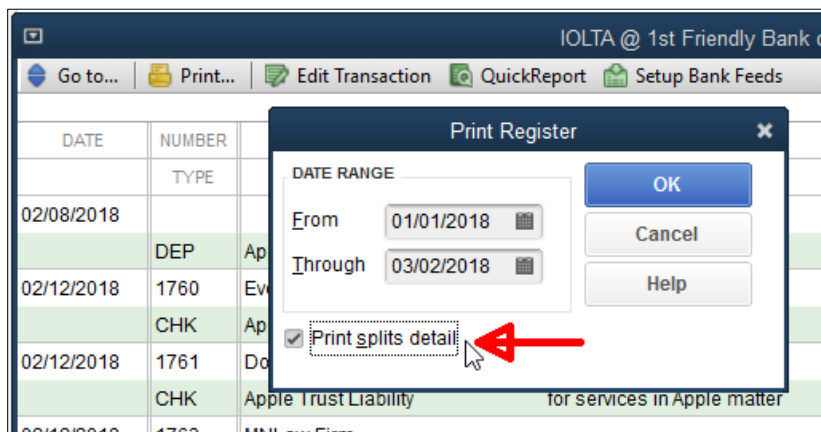 IOLTA @ 1st Friendly Bank
Go to... Print... Edit Transaction QuickReport Setup Bank Feeds
DATE NUMBER
TYPE
Print Register
DATE RANGE
From 01/01/2018
Through 03/02/2018
Print splits detail
OK
Cancel
Help
02/08/2018
DEP Ap
02/12/2018 1760 Eve
CHK Ap
02/12/2018 1761 Do
CHK Apple Trust Liability for services in Apple matter